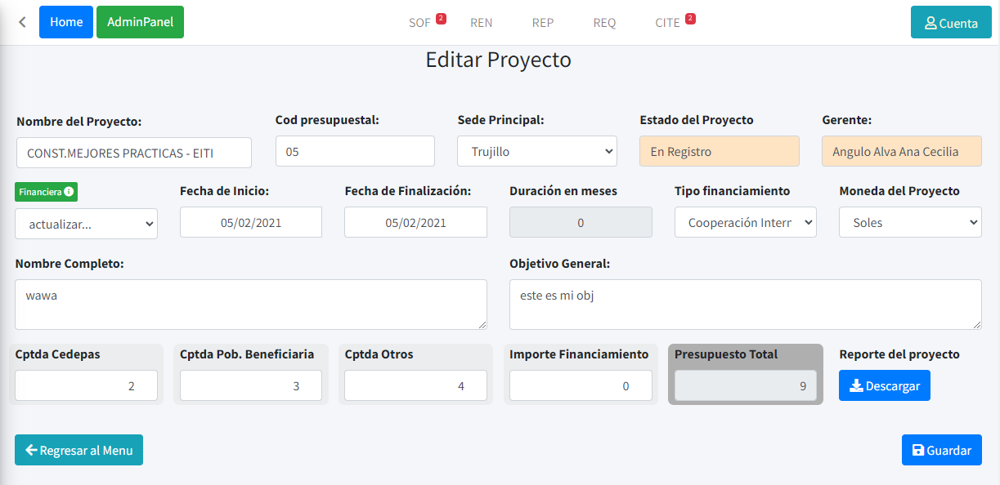 Home AdminPanel SOF 2 REN REP REQ CITE 2 Cuenta
Editar Proyecto
Nombre del Proyecto: Cod presupuestal: Sede Principal: Estado del Proyecto Gerente:
CONST.MEJORES PRACTICAS - EITI 05 Trujillo En Registro Angulo Alva Ana Cecilia
Financiera Fecha de Inicio: Fecha de Finalización: Duración en meses Tipo financiamiento Moneda del Proyecto
actualizar... 05/02/2021 05/02/2021 0 Cooperación Interr Soles
Nombre Completo: Objetivo General:
wawa este es mi obj
Cptda Cedepas Cptda Pob. Beneficiaria Cptda Otros Importe Financiamiento Presupuesto Total Reporte del proyecto
2 3 4 0 9 Descargar
Regresar al Menu Guardar